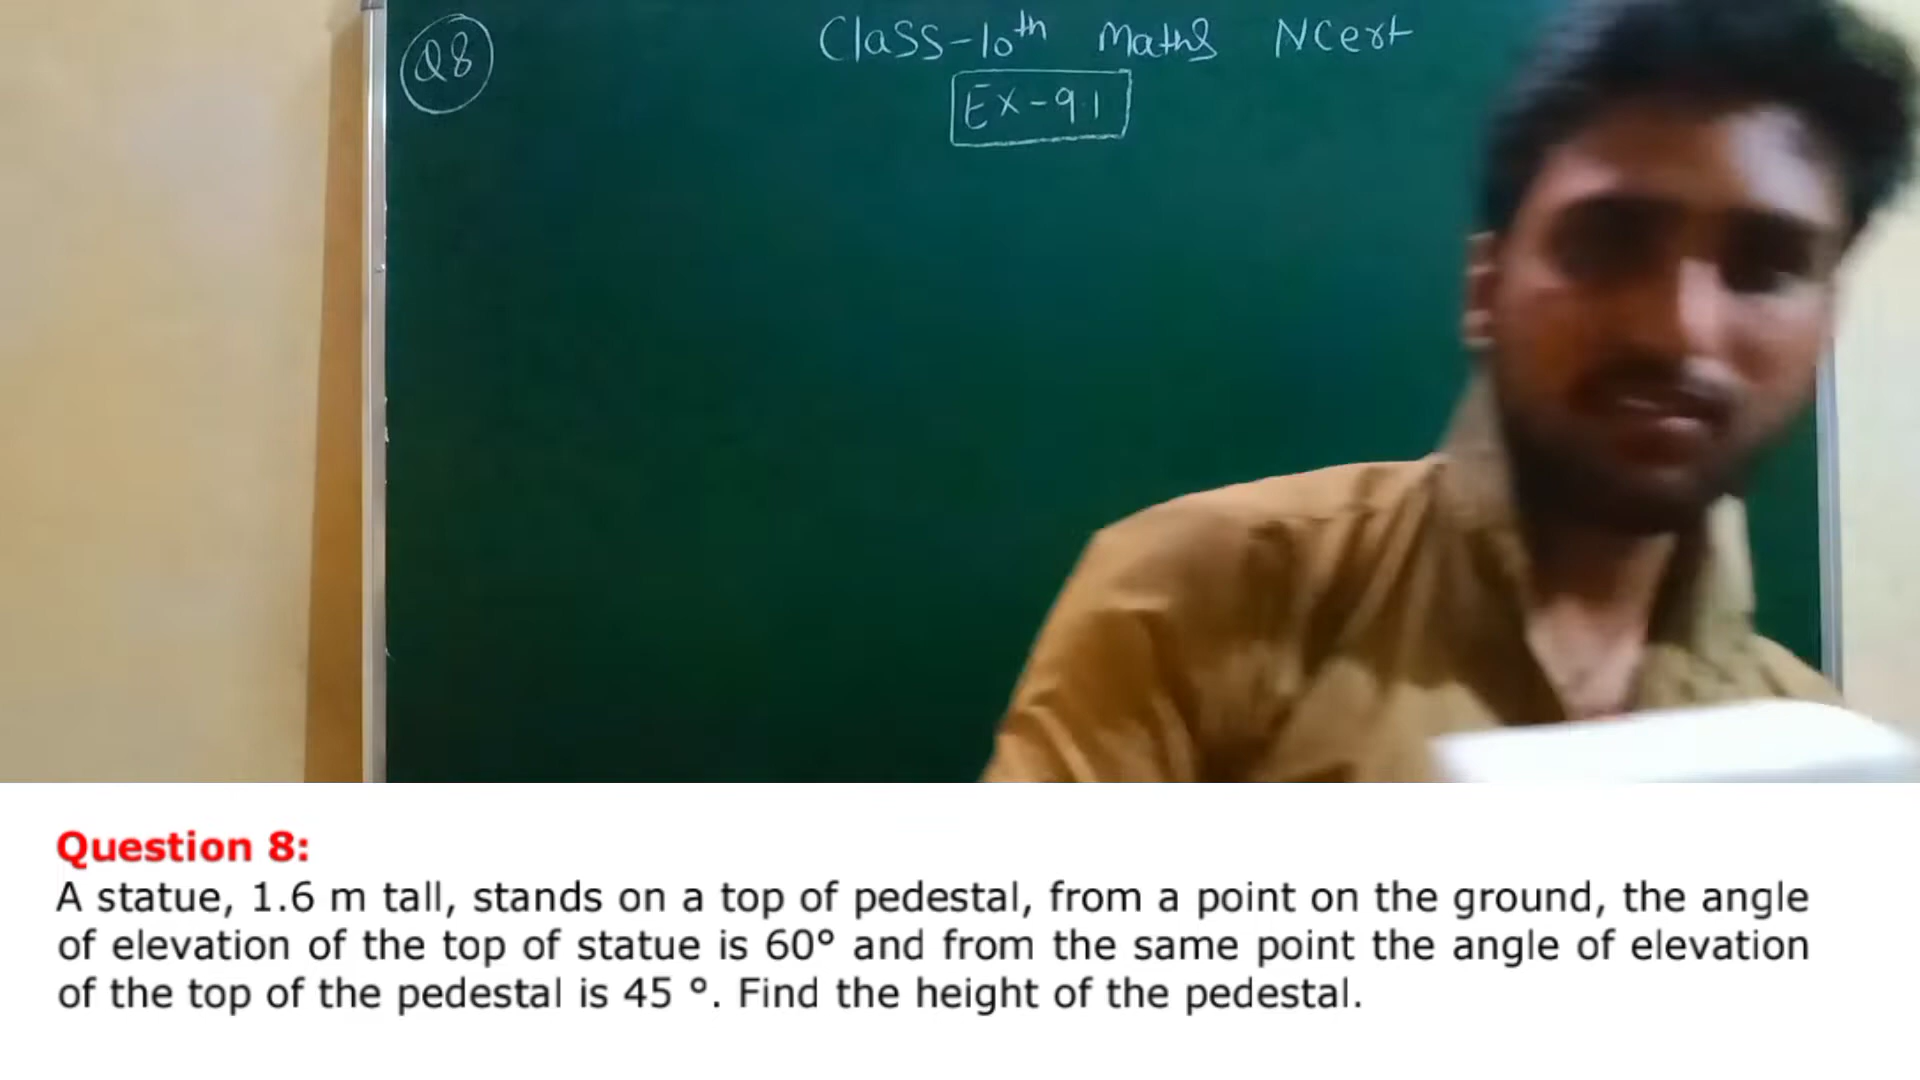 Q8
Class-10th Maths NCert
Ex-9.1
Question 8:
A statue, 1.6 m tall, stands on a top of pedestal, from a point on the ground, the angle
of elevation of the top of statue is 60° and from the same point the angle of elevation
of the top of the pedestal is 45 °. Find the height of the pedestal.